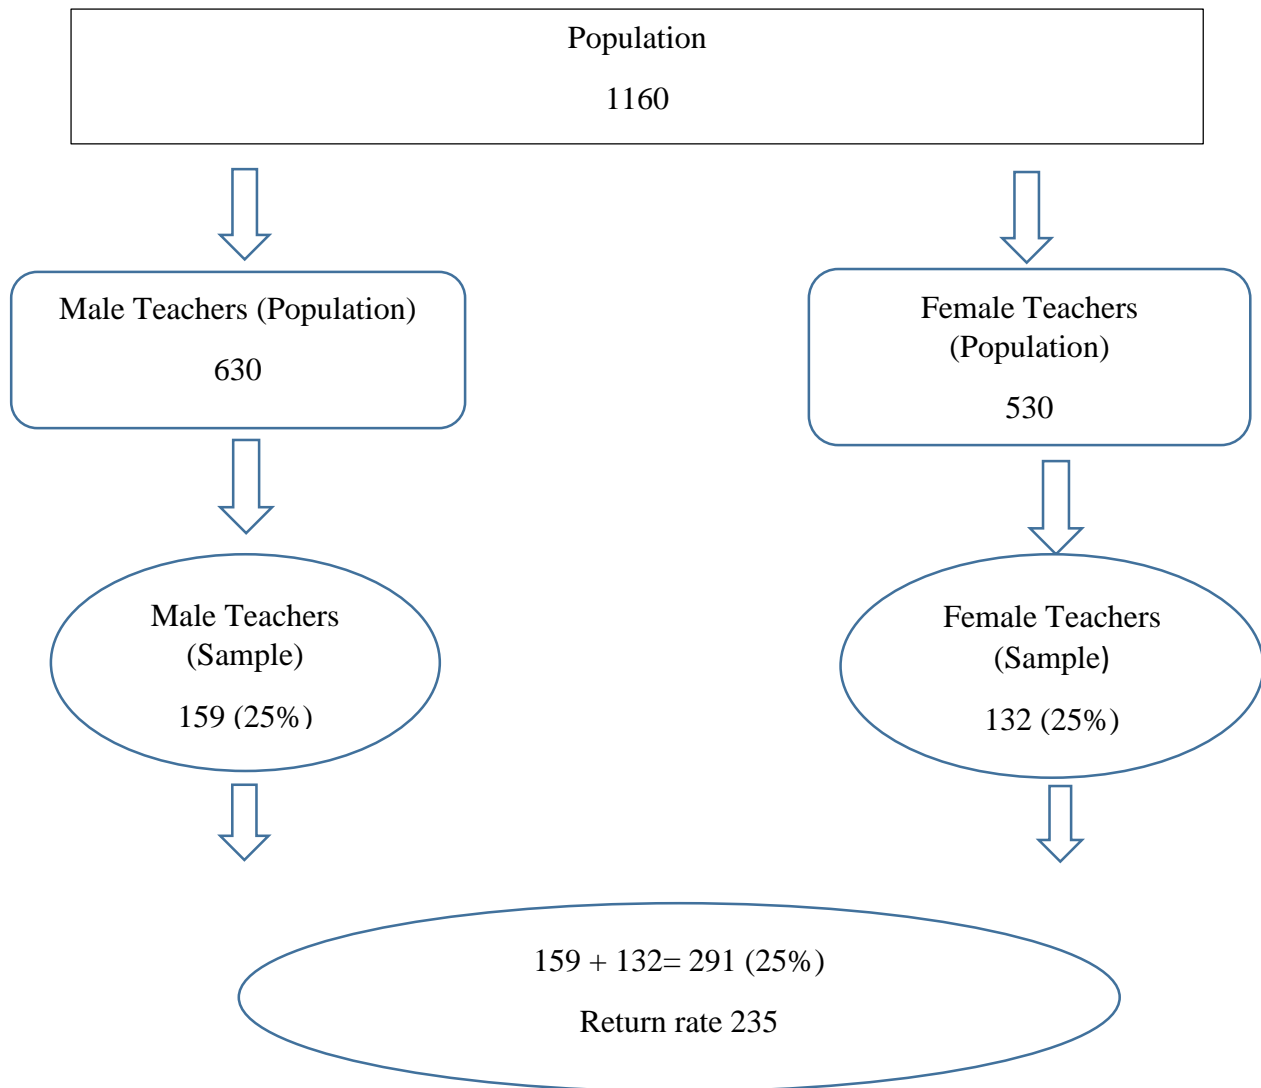 Population
1160
Male Teachers (Population)
630
Female Teachers
(Population)
530
Male Teachers
(Sample)
159 (25%)
Female Teachers
(Sample)
132 (25%)
159 + 132= 291 (25%)
Return rate 235